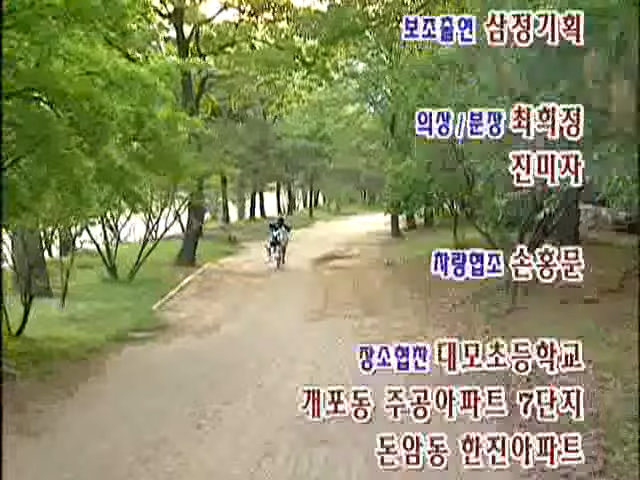 보조출연 삼정기획
의상/분장 최희정
진미자
차량협조 손홍문
장소협찬 대모초등학교
개포동 주공아파트 7단지
돈암동 한진아파트